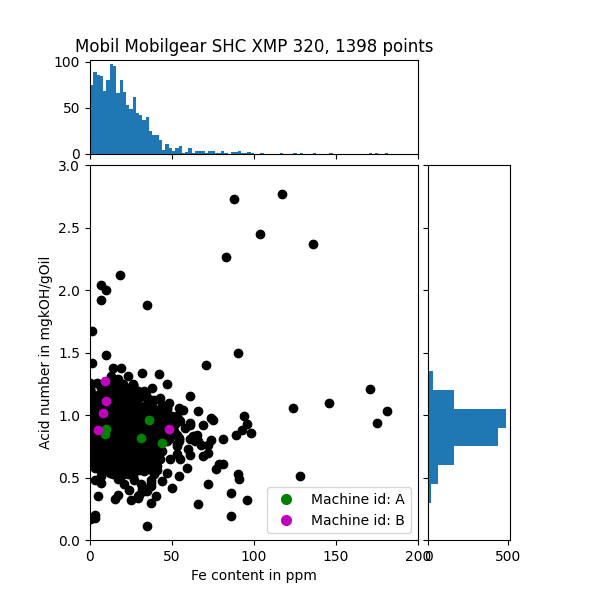 Mobil Mobilgear SHC XMP 320, 1398 points
100
50
0
3.0
2.5
2.0
1.5
1.0
0.5
0.0
Acid number in mgKOH/gOil
Machine id: A
Machine id: B
0 50 100 150 200
0 500
Fe content in ppm